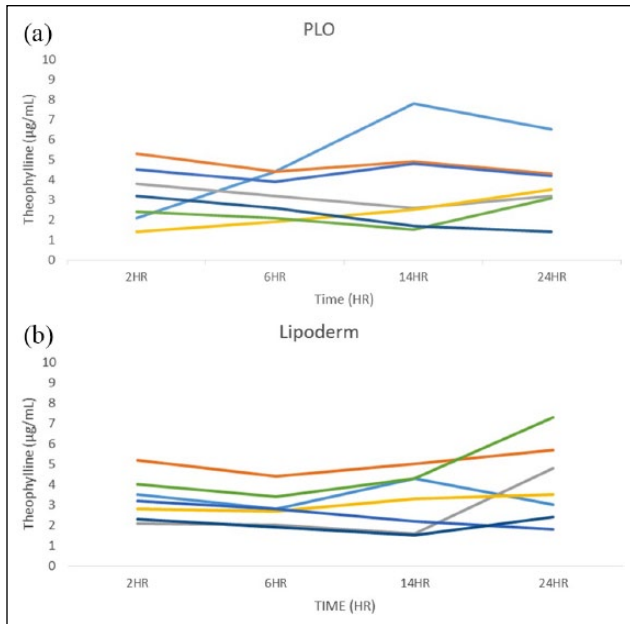 (a)
PLO
Theophylline (µg/mL)
10
9
8
7
6
5
4
3
2
1
0
2HR 6HR 14HR 24HR
Time (HR)
(b)
Lipoderm
Theophylline (µg/mL)
10
9
8
7
6
5
4
3
2
1
0
2HR 6HR 14HR 24HR
TIME (HR)